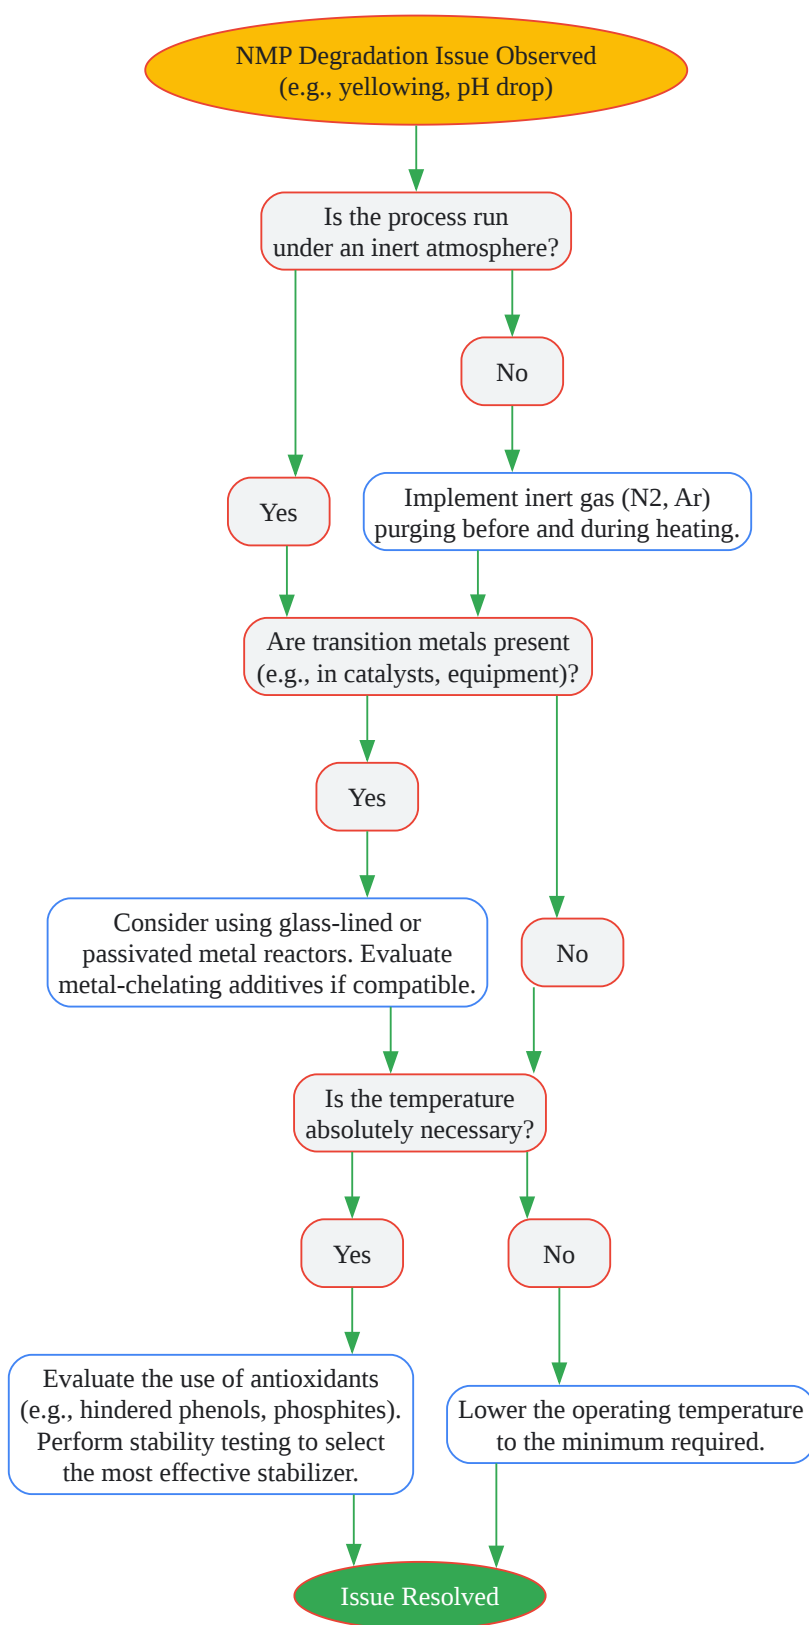 NMP Degradation Issue Observed
(e.g., yellowing, pH drop)
Is the process run
under an inert atmosphere?
No
Yes
Implement inert gas (N2, Ar)
purging before and during heating.
Are transition metals present
(e.g., in catalysts, equipment)?
Yes
Consider using glass-lined or
passivated metal reactors. Evaluate
metal-chelating additives if compatible.
No
Is the temperature
absolutely necessary?
Yes
No
Evaluate the use of antioxidants
(e.g., hindered phenols, phosphites).
Perform stability testing to select
the most effective stabilizer.
Lower the operating temperature
to the minimum required.
Issue Resolved